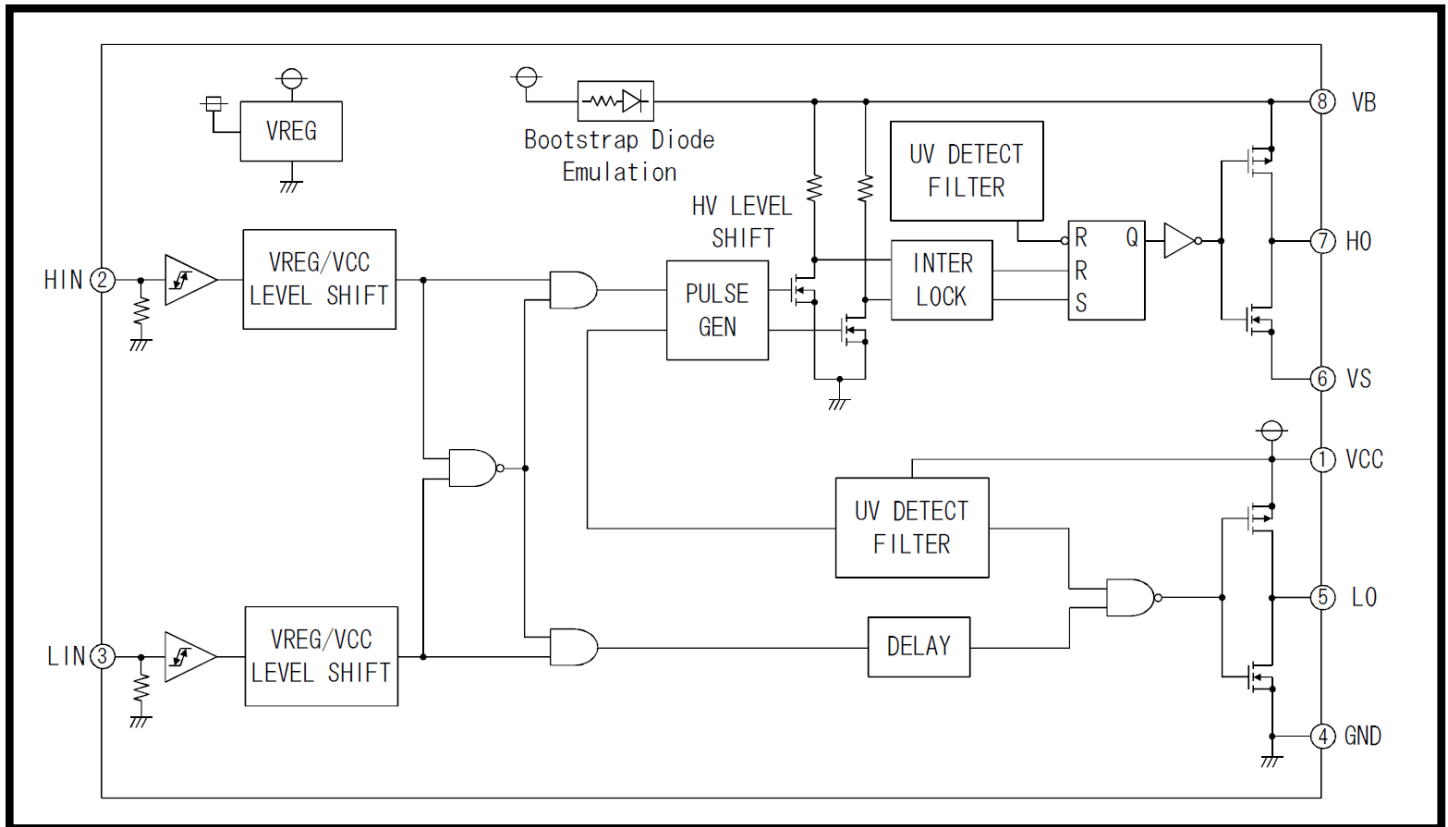 VREG
Bootstrap Diode
Emulation
UV DETECT
FILTER
8 VB
HV LEVEL
SHIFT
R Q
R
S
7 HO
HIN 2
VREG/VCC
LEVEL SHIFT
PULSE
GEN
INTER
LOCK
6 VS
1 VCC
UV DETECT
FILTER
5 LO
LIN 3
VREG/VCC
LEVEL SHIFT
DELAY
4 GND